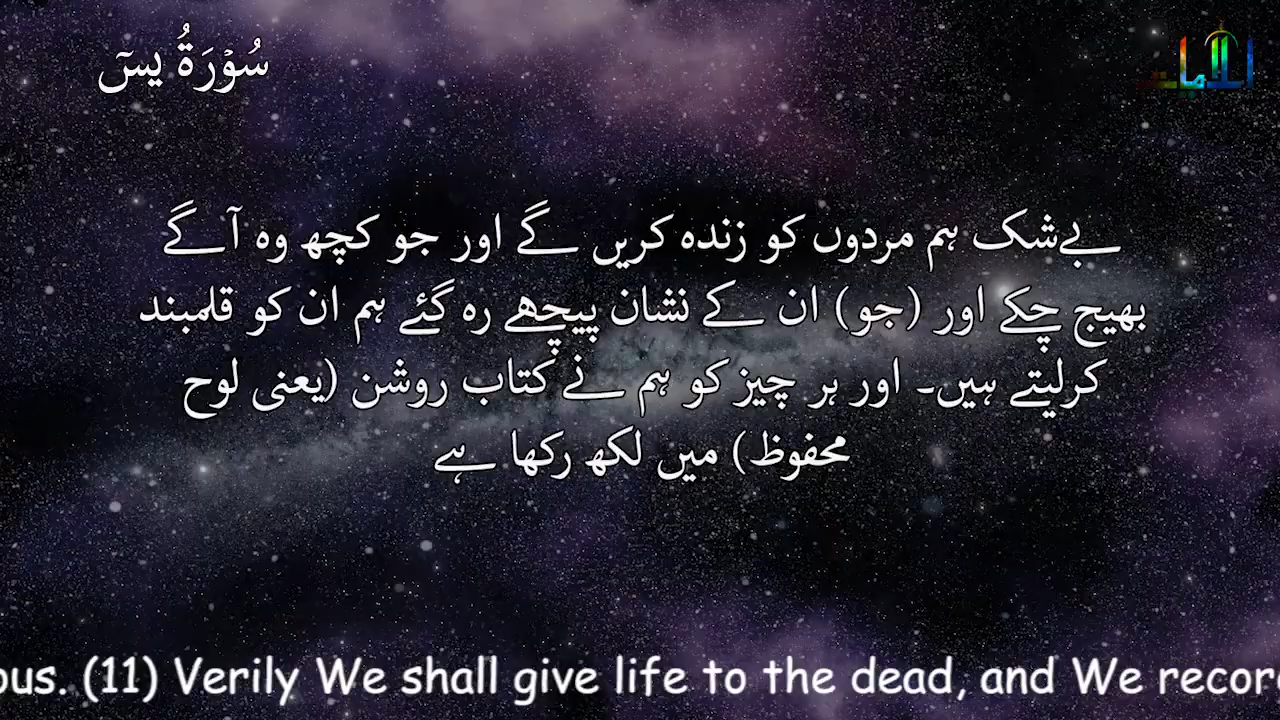 سُوْرَةُ يسٓ
بےشک ہم مردوں کو زندہ کریں گے اور جو کچھ وہ آگے
بھیج چکے اور (جو) ان کے نشان پیچھے رہ گئے ہم ان کو قلمبند
کرلیتے ہیں۔ اور ہر چیز کو ہم نے کتاب روشن (یعنی لوح
محفوظ) میں لکھ رکھا ہے
(11) Verily We shall give life to the dead, and We